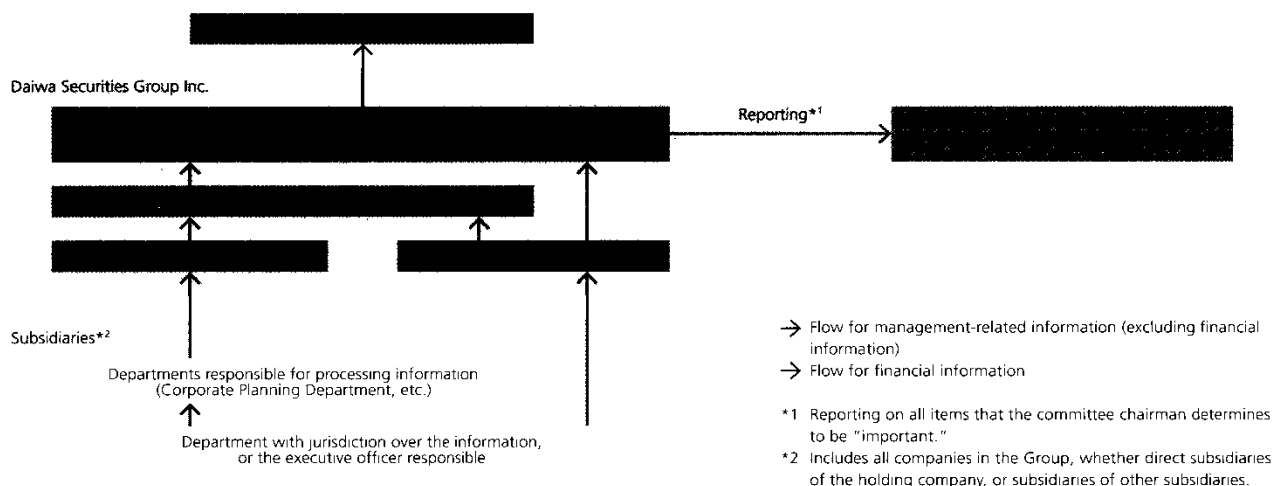 Daiwa Securities Group Inc.
Reporting*1
Subsidiaries*2
Departments responsible for processing information
(Corporate Planning Department, etc.)
Department with jurisdiction over the information,
or the executive officer responsible
Flow for management-related information (excluding financial
information)
Flow for financial information
*1 Reporting on all items that the committee chairman determines
to be "important."
*2 Includes all companies in the Group, whether direct subsidiaries
of the holding company, or subsidiaries of other subsidiaries.